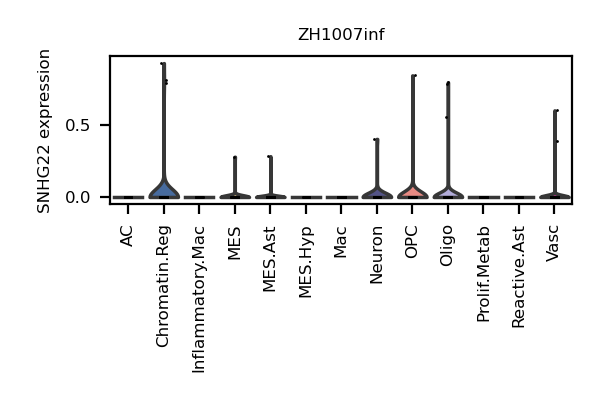 ZH1007inf
SNHG22 expression
0.5
0.0
AC
Chromatin.Reg
Inflammatory.Mac
MES
MES.Ast
MES.Hyp
Mac
Neuron
OPC
Oligo
Prolif.Metab
Reactive.Ast
Vasc